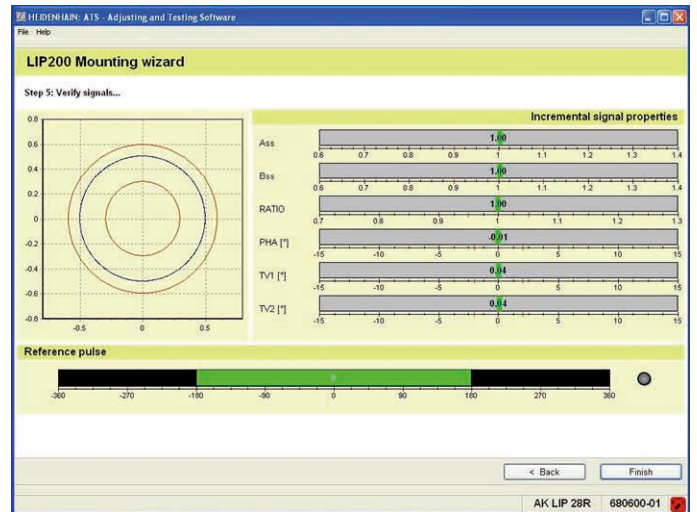 HEIDENHAIN: ATS - Adjusting and Testing Software
File Help
LIP200 Mounting wizard
Step 5: Verify signals...
Incremental signal properties
0.8
0.6
0.4
0.2
0
-0.2
-0.4
-0.6
-0.8
-0.5 0 0.5
Ass 1.00
0.6 0.7 0.8 0.9 1 1.1 1.2 1.3 1.4
Bss 1.00
0.6 0.7 0.8 0.9 1 1.1 1.2 1.3 1.4
RATIO 1.00
0.7 0.8 0.9 1 1.1 1.2 1.3
PHA [°] -0.01
-15 -10 -5 0 5 10 15
TV1 [°] 0.04
-15 -10 -5 0 5 10 15
TV2 [°] 0.04
-15 -10 -5 0 5 10 15
Reference pulse
0
-360 -270 -180 -90 0 90 180 270 360
< Back Finish
AK LIP 28R 680600-01